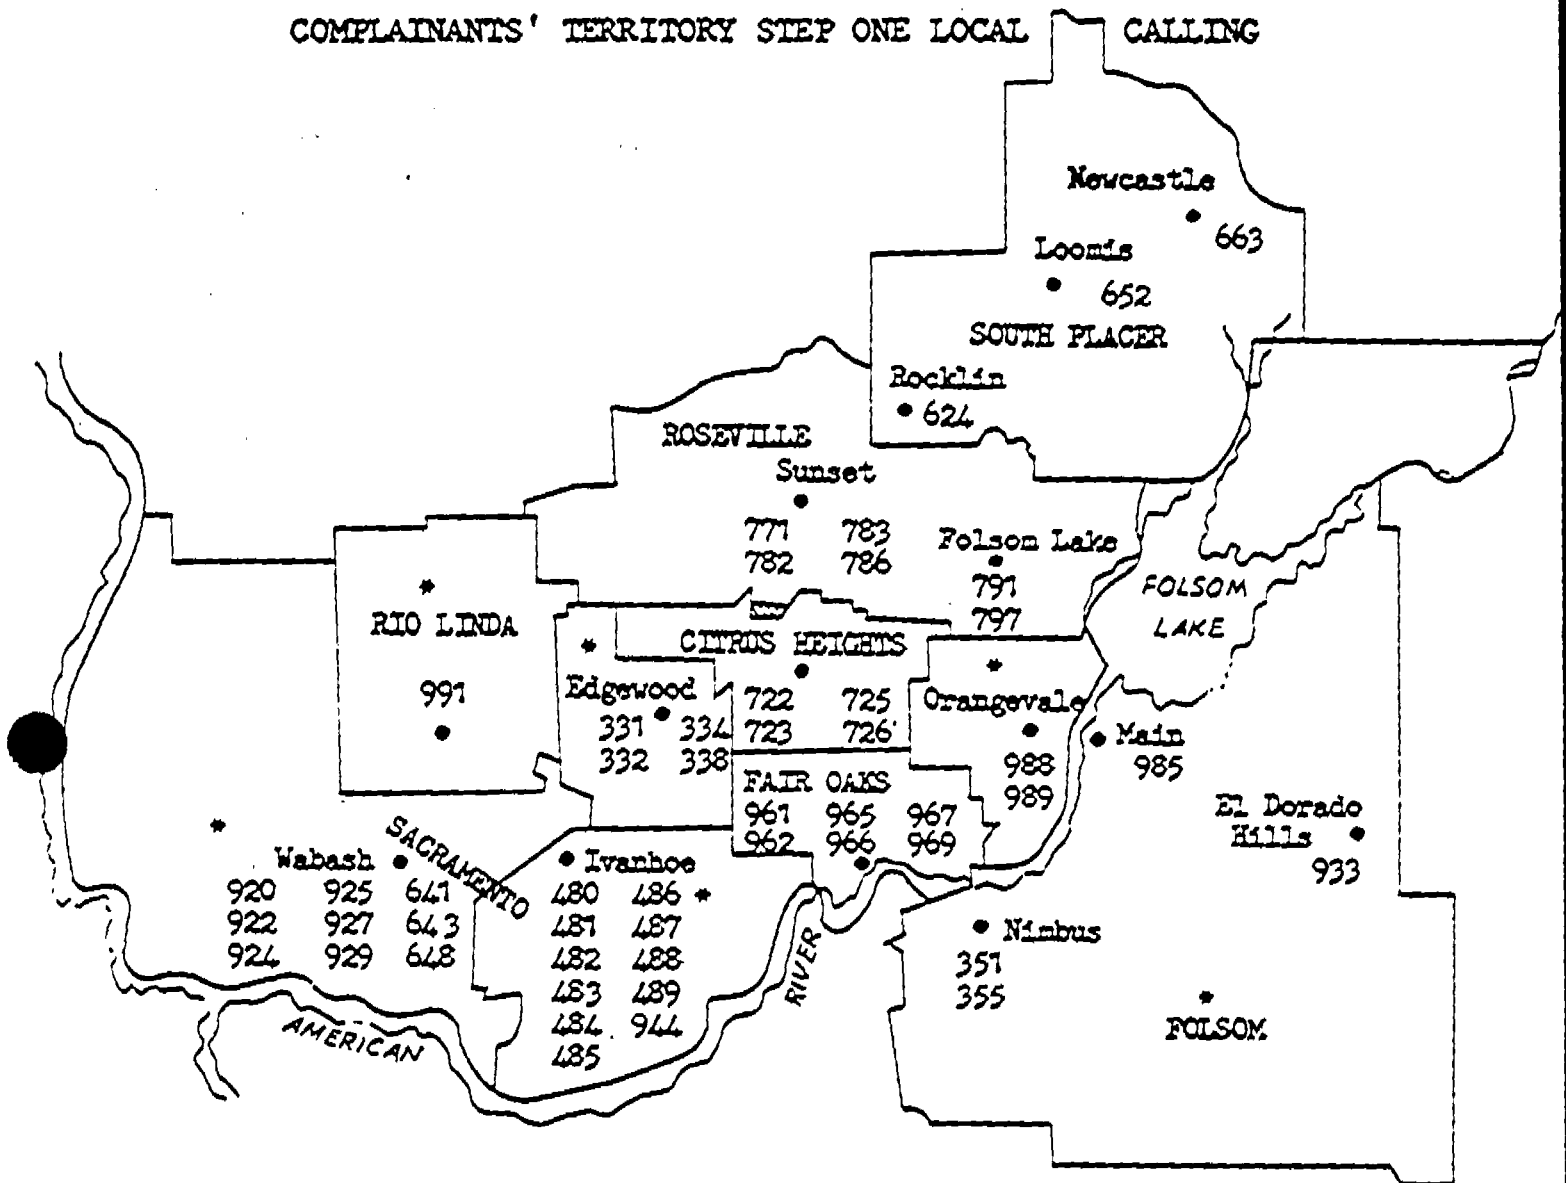 COMPLAINANTS' TERRITORY STEP ONE LOCAL CALLING
Newcastle
663
Loomis
652
SOUTH PLACER
Rocklin
624
ROSEVILLE
Sunset
771 783
782 786
Folsom Lake
791
797
FOLSOM
LAKE
RIO LINDA
991
CITRUS HEIGHTS
722 725
723 726
Edgewood
331 334
332 338
Orangevale
988
989
Main
985
FAIR OAKS
961 965 967
962 966 969
El Dorado
Hills
933
SACRAMENTO
Wabash
920 925 641
922 927 643
924 929 648
Ivanhoe
480 486
481 487
482 488
483 489
484 944
485
Nimbus
351
355
FOLSOM
AMERICAN
RIVER